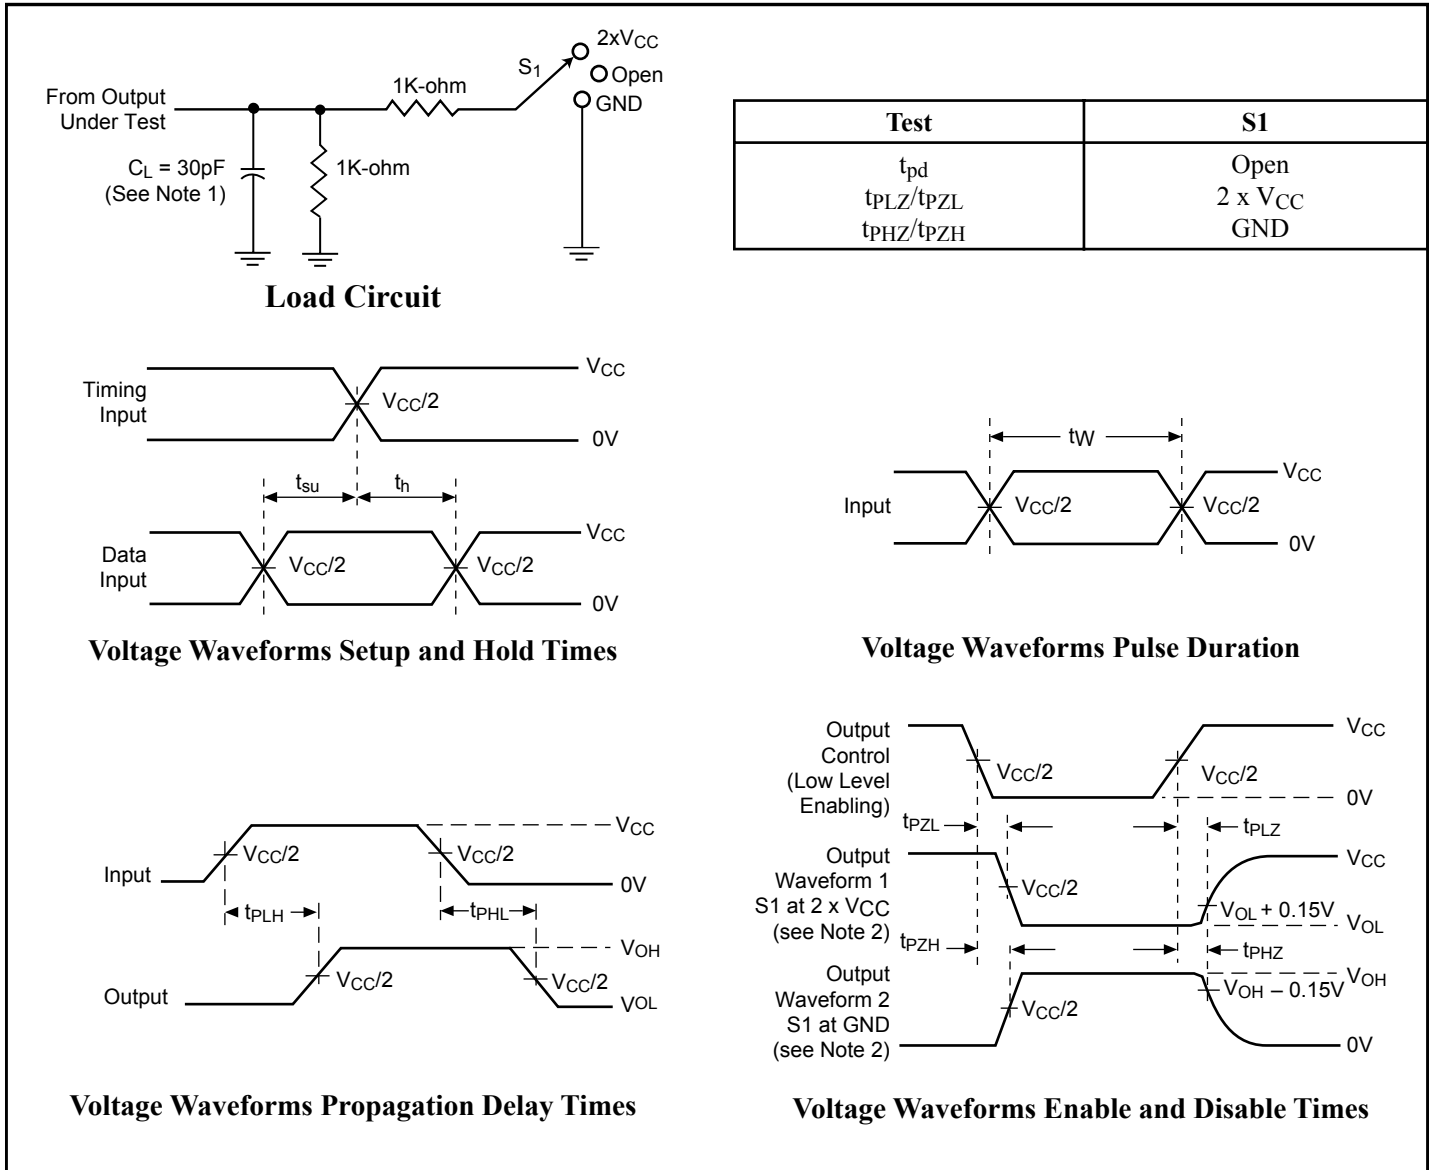 2xVCC
S1
Open
1K-ohm
GND
From Output
Under Test
CL = 30pF
(See Note 1)
1K-ohm
Load Circuit
Test S1
tpd Open
tPLZ/tPZL 2 x VCC
tPHZ/tPZH GND
Timing
Input
VCC
VCC/2
0V
tsu
th
Data
Input
VCC
VCC/2
VCC/2
0V
Voltage Waveforms Setup and Hold Times
tW
Input
VCC
VCC/2
VCC/2
0V
Voltage Waveforms Pulse Duration
Input
VCC
VCC/2
VCC/2
0V
tPLH
tPHL
Output
VOH
VCC/2
VCC/2
VOL
Voltage Waveforms Propagation Delay Times
Output
Control
(Low Level
Enabling)
VCC
VCC/2
VCC/2
0V
tPZL
tPLZ
Output
Waveform 1
S1 at 2 x VCC
(see Note 2)
VCC
VCC/2
VOL + 0.15V
VOL
tPZH
tPHZ
Output
Waveform 2
S1 at GND
(see Note 2)
VOH
VOH – 0.15V
VCC/2
0V
Voltage Waveforms Enable and Disable Times